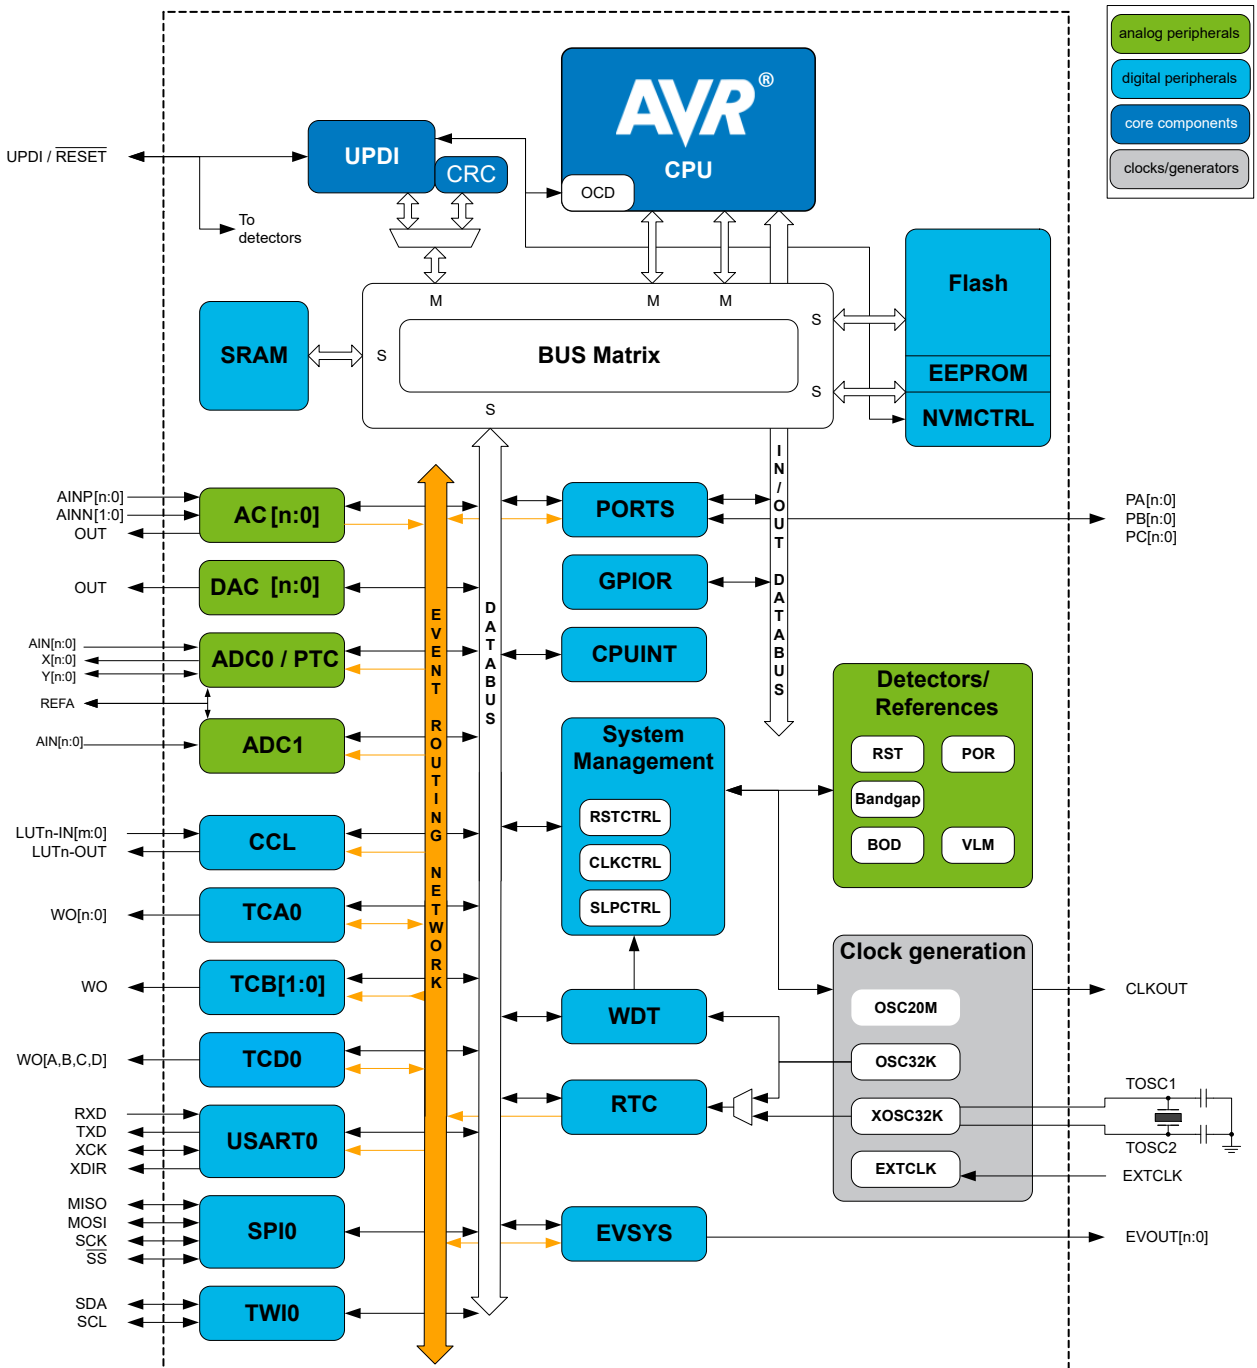 analog peripherals
digital peripherals
core components
clocks/generators
AVR®
CPU
OCD
UPDI
CRC
UPDI / RESET
To
detectors
M
M
M
Flash
EEPROM
NVMCTRL
SRAM
S
BUS Matrix
S
S
S
AINP[n:0]
AINN[1:0]
OUT
AC [n:0]
PORTS
PA[n:0]
PB[n:0]
PC[n:0]
OUT
DAC [n:0]
GPIOR
AIN[n:0]
X[n:0]
Y[n:0]
ADC0 / PTC
CPUINT
REFA
AIN[n:0]
ADC1
EVENT ROUTING NETWORK
DATABUS
IN/OUT DATABUS
Detectors/
References
RST
POR
Bandgap
BOD
VLM
System
Management
RSTCTRL
CLKCTRL
SLPCTRL
LUTn-IN[m:0]
LUTn-OUT
CCL
WO[n:0]
TCA0
WO
TCB[1:0]
WDT
Clock generation
OSC20M
OSC32K
XOSC32K
EXTCLK
CLKOUT
TOSC1
TOSC2
EXTCLK
WO[A,B,C,D]
TCD0
RTC
RXD
TXD
XCK
XDIR
USART0
MISO
MOSI
SCK
SS
SPI0
EVSYS
EVOUT[n:0]
SDA
SCL
TWI0